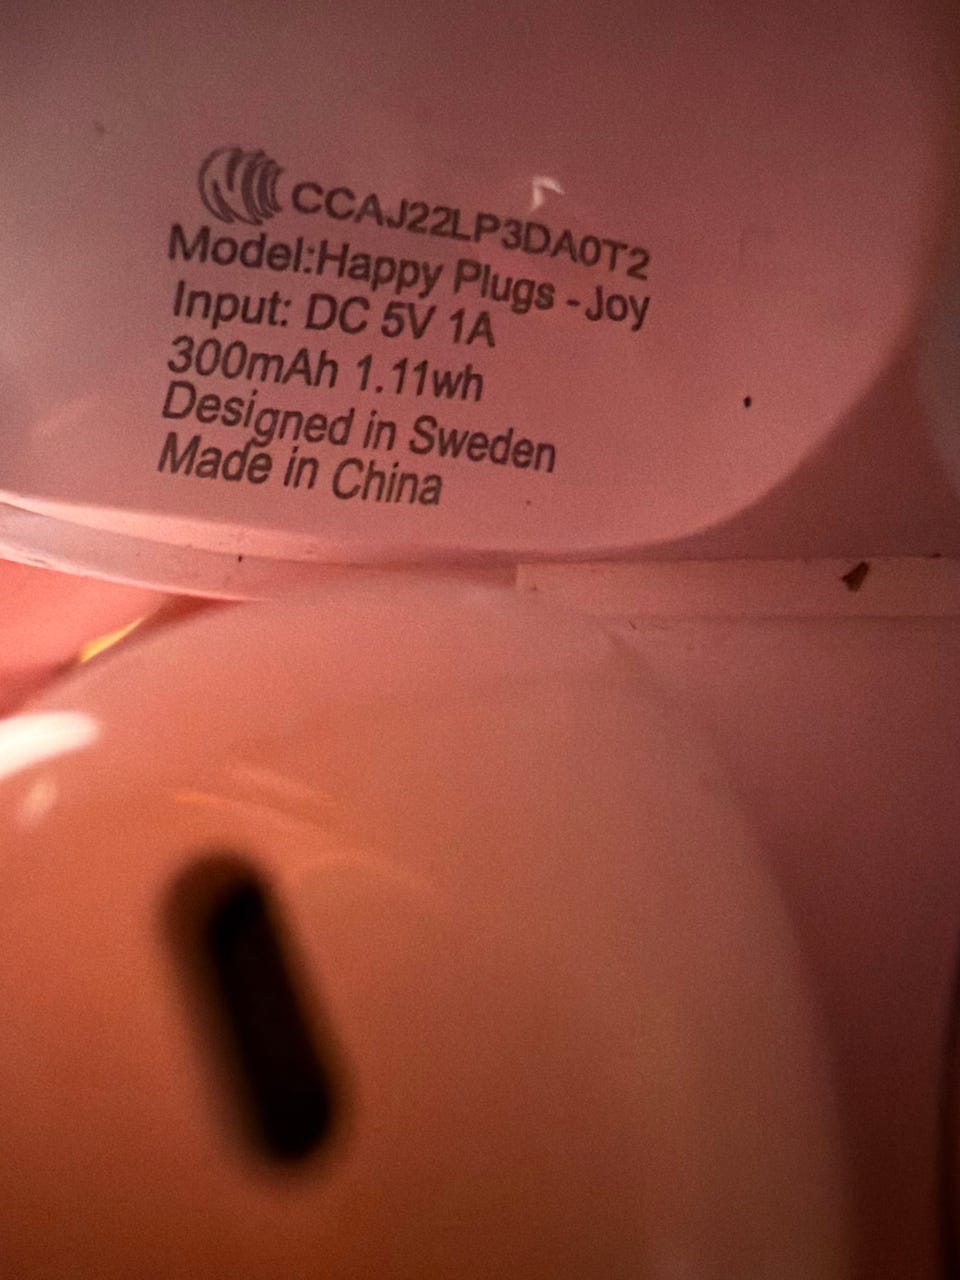 CCAJ22LP3DA0T2
Model:Happy Plugs - Joy
Input: DC 5V 1A
300mAh 1.11wh
Designed in Sweden
Made in China